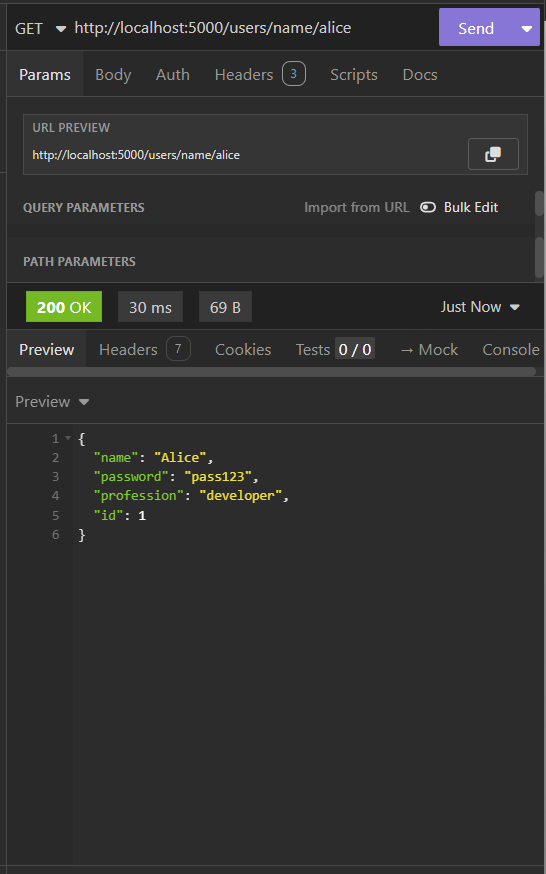 GET http://localhost:5000/users/name/alice Send
Params Body Auth Headers 3 Scripts Docs
URL PREVIEW
http://localhost:5000/users/name/alice
QUERY PARAMETERS Import from URL Bulk Edit
PATH PARAMETERS
200 OK 30 ms 69 B Just Now
Preview Headers 7 Cookies Tests 0 / 0 → Mock Console
Preview
1 {
2 "name": "Alice",
3 "password": "pass123",
4 "profession": "developer",
5 "id": 1
6 }